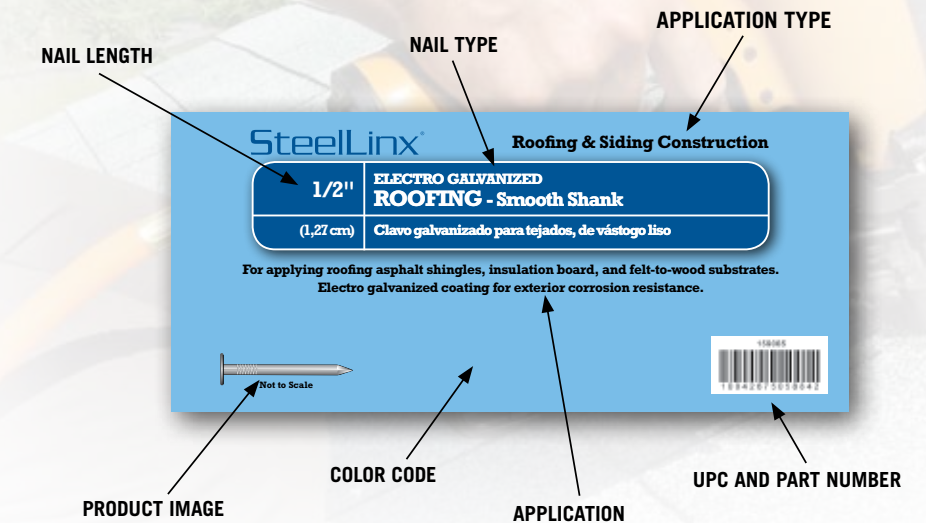 APPLICATION TYPE
NAIL TYPE
NAIL LENGTH
SteelLinx®
Roofing & Siding Construction
1/2"
ELECTRO GALVANIZED
ROOFING - Smooth Shank
(1,27 cm)
Clavo galvanizado para tejados, de vástogo liso
For applying roofing asphalt shingles, insulation board, and felt-to-wood substrates.
Electro galvanized coating for exterior corrosion resistance.
Not to Scale
COLOR CODE
UPC AND PART NUMBER
PRODUCT IMAGE
APPLICATION